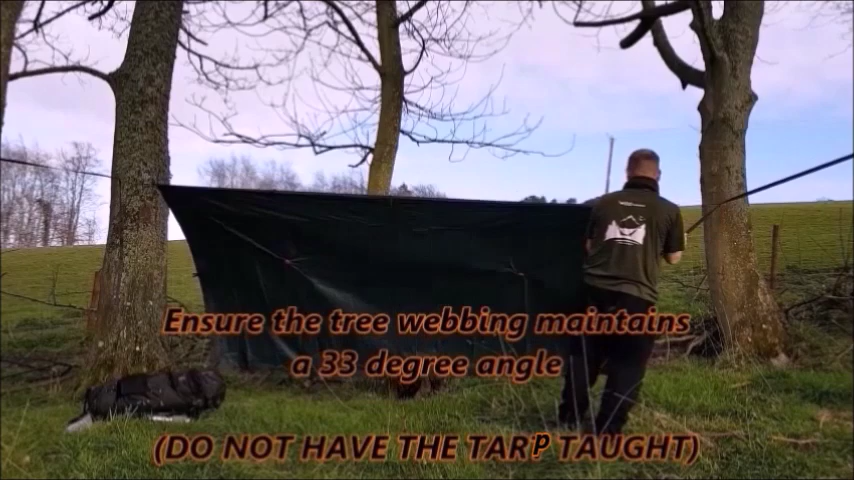 Ensure the tree webbing maintains
a 33 degree angle
(DO NOT HAVE THE TARP TAUGHT)